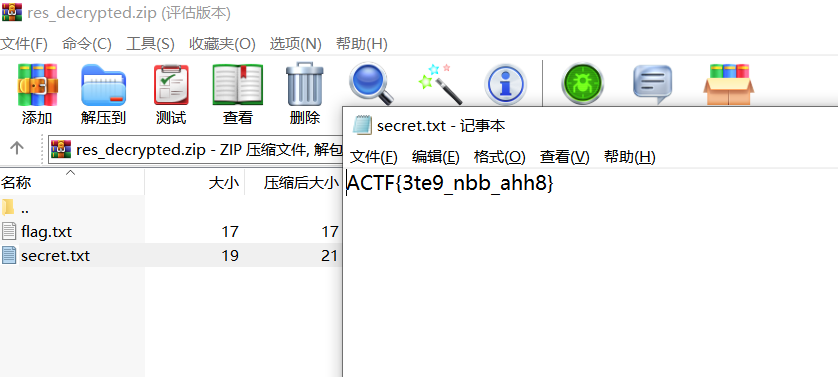 res_decrypted.zip (评估版本)
文件(F) 命令(C) 工具(S) 收藏夹(O) 选项(N) 帮助(H)
添加 解压到 测试 查看 删除
secret.txt - 记事本
文件(F) 编辑(E) 格式(O) 查看(V) 帮助(H)
res_decrypted.zip - ZIP 压缩文件, 解包
名称 大小 压缩后大小
ACTF{3te9_nbb_ahh8}
..
flag.txt 17 17
secret.txt 19 21